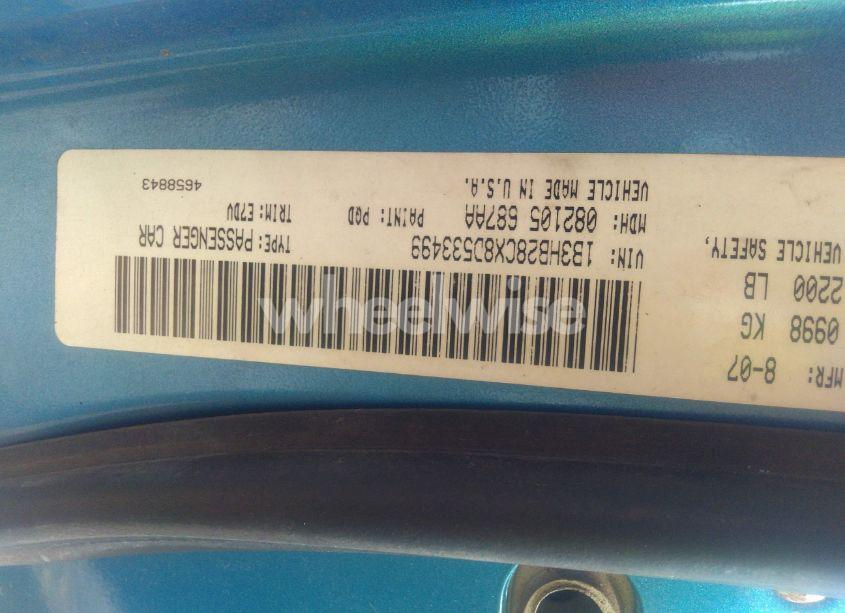 MFR: 8-07
0998 KG
2200 LB
VEHICLE SAFETY,
VIN: 1B3HB28CX8D533499
TYPE: PASSENGER CAR
MDH: 082105 687AA
PAINT: PQD
TRIM: E7DV
VEHICLE MADE IN U.S.A.
4658843
wheelwise